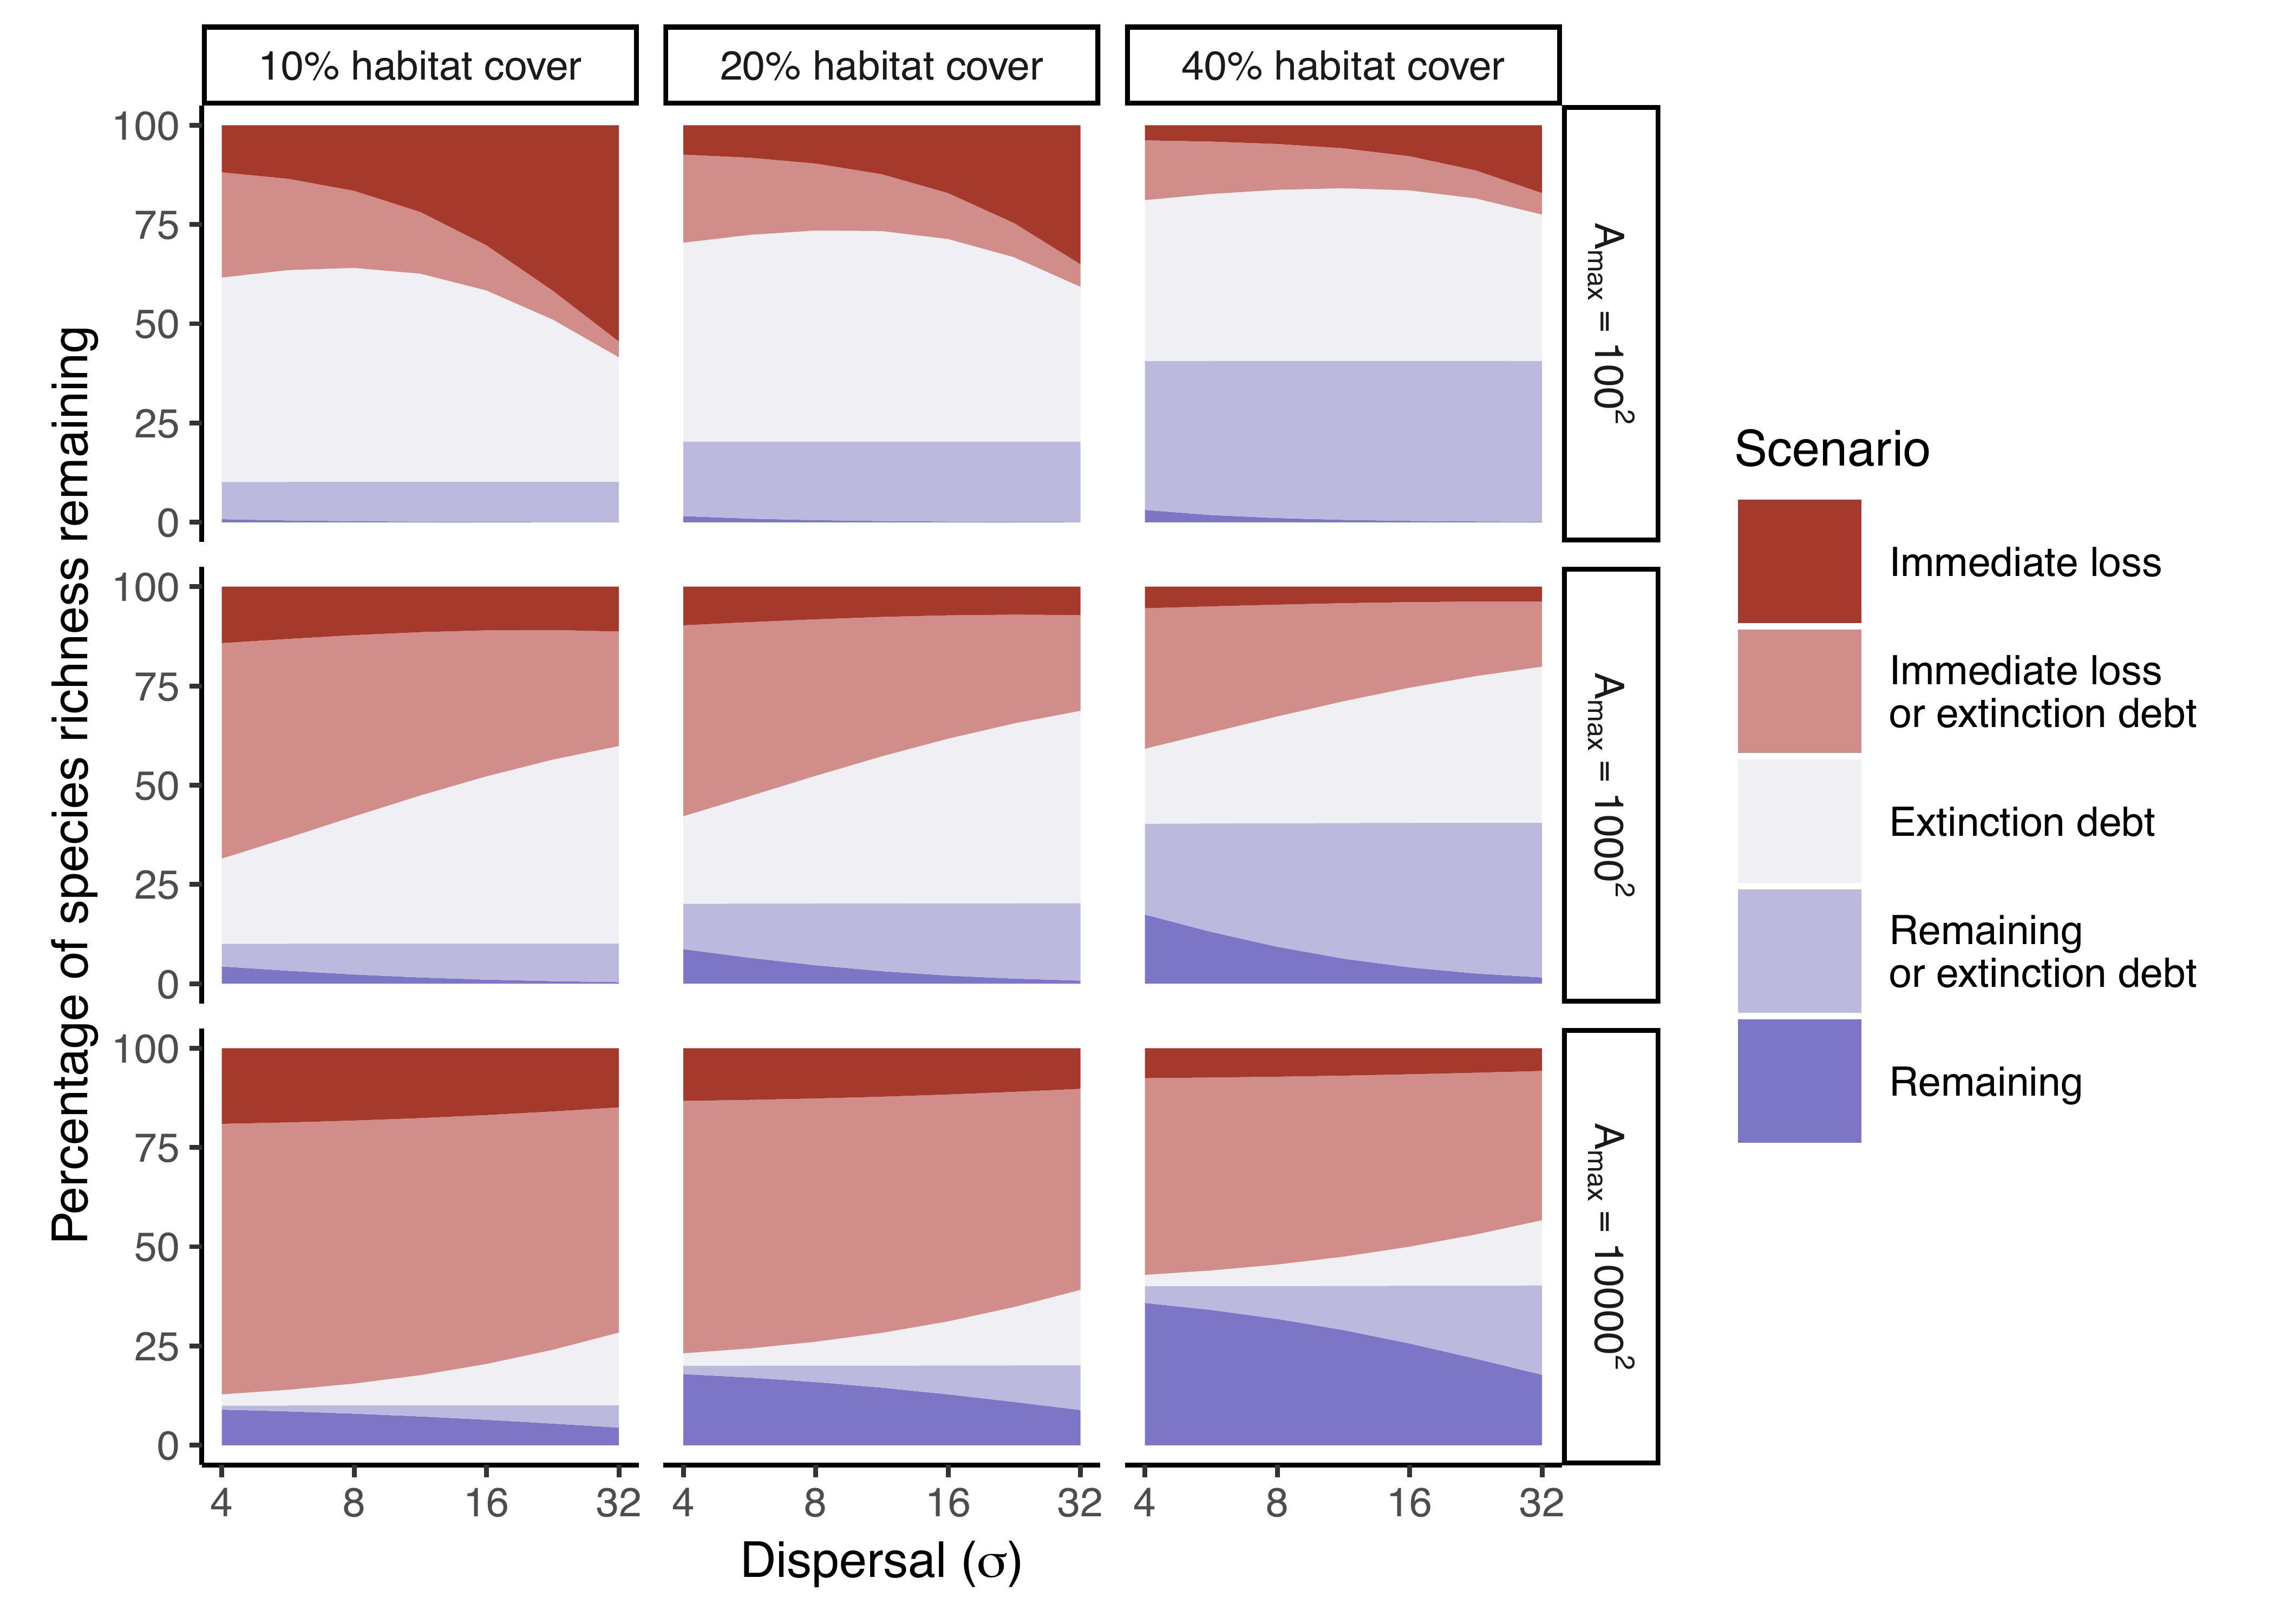 10% habitat cover
20% habitat cover
40% habitat cover
Percentage of species richness remaining
100
75
50
25
0
A_max = 100²
100
75
50
25
0
A_max = 1000²
100
75
50
25
0
A_max = 10000²
4 8 16 32
4 8 16 32
4 8 16 32
Dispersal (σ)
Scenario
Immediate loss
Immediate loss
or extinction debt
Extinction debt
Remaining
or extinction debt
Remaining